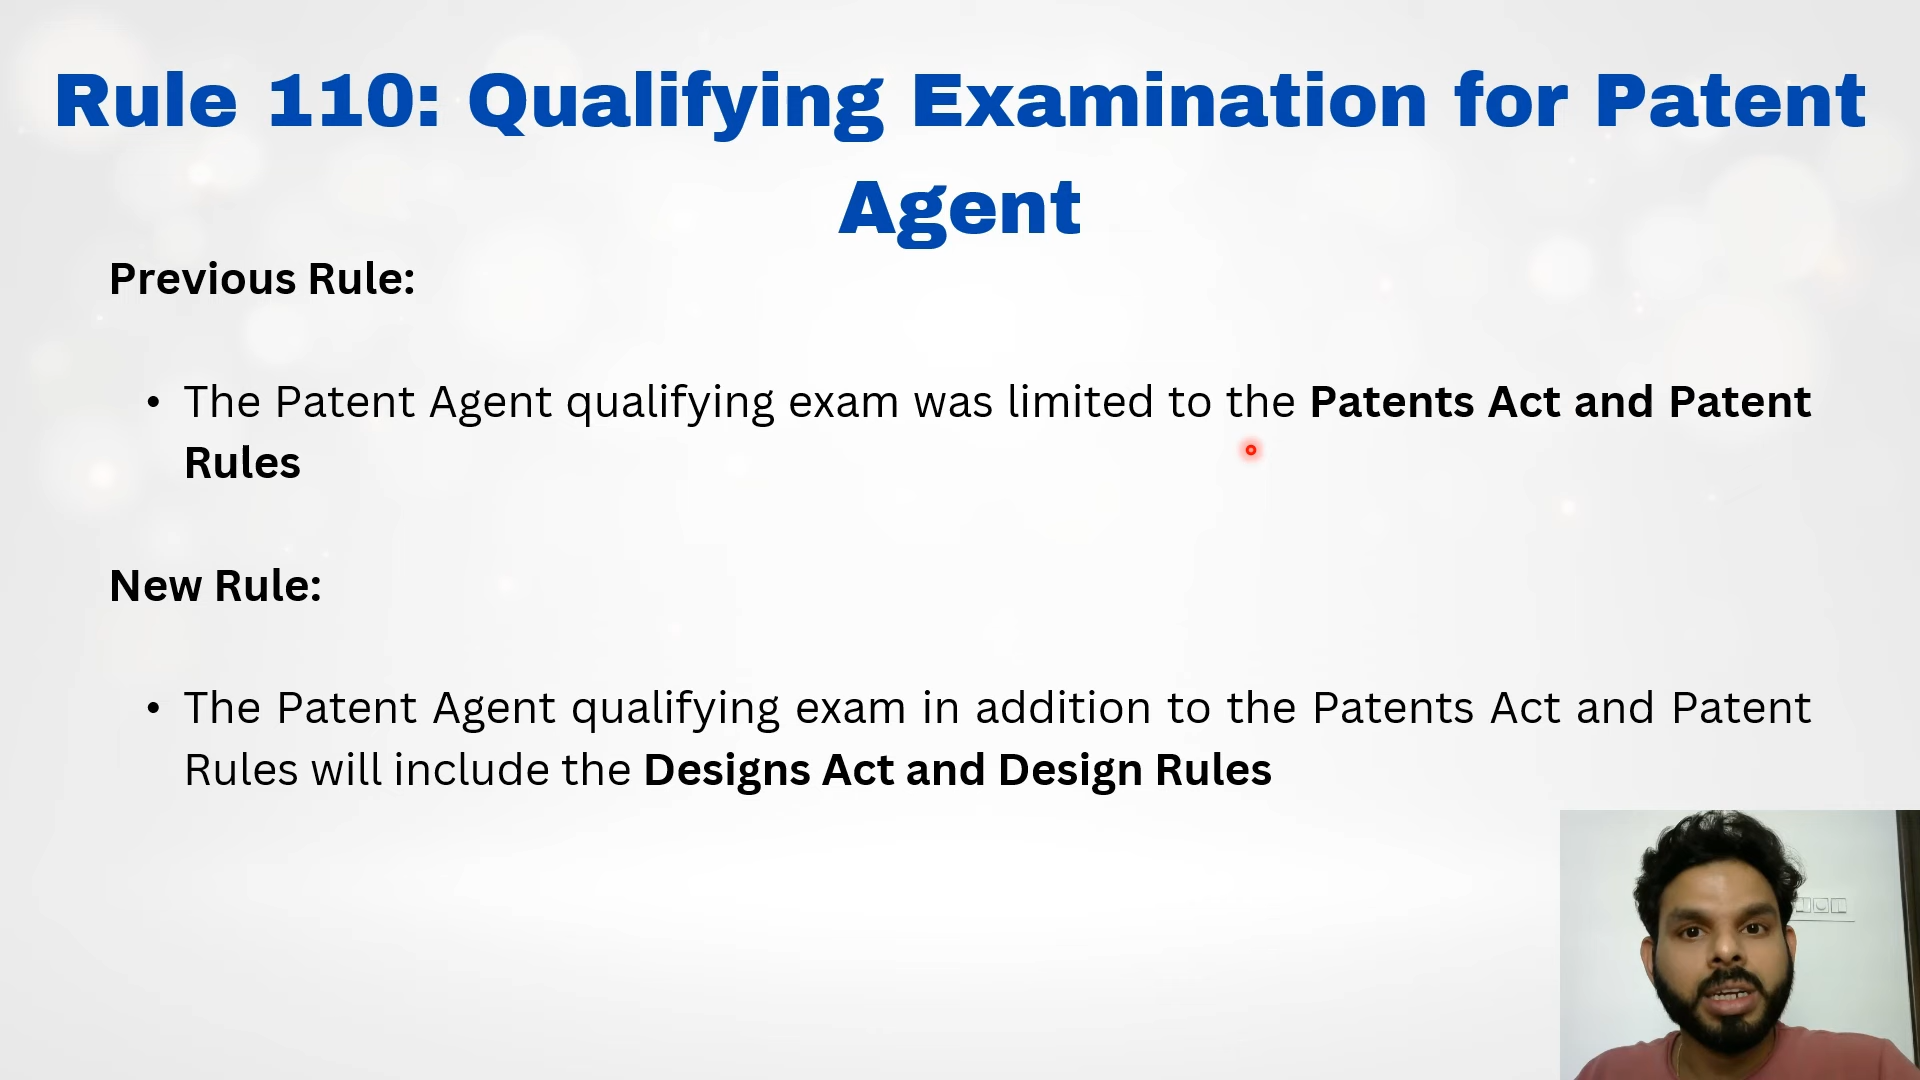 Rule 110: Qualifying Examination for Patent
Agent
Previous Rule:
• The Patent Agent qualifying exam was limited to the Patents Act and Patent
Rules
New Rule:
• The Patent Agent qualifying exam in addition to the Patents Act and Patent
Rules will include the Designs Act and Design Rules